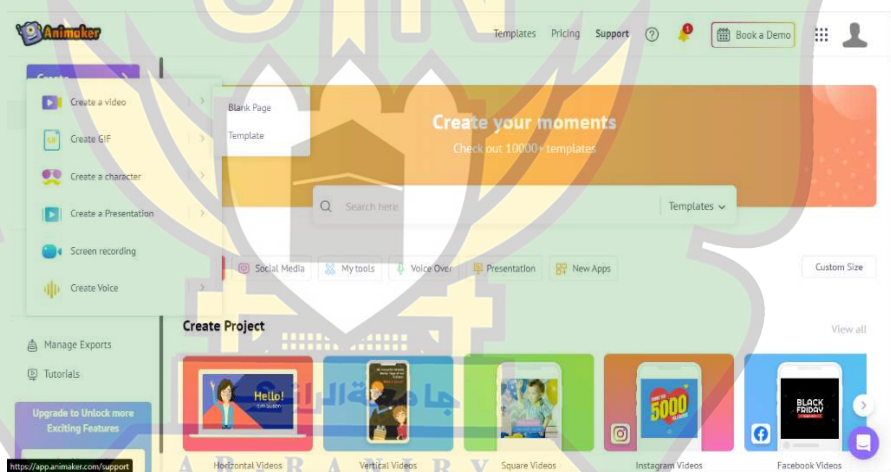 Animaker
Templates Pricing Support ? 1 Book a Demo
Create
Create a video
Create GIF
Create a character
Create a Presentation
Screen recording
Create Voice
Blank Page
Template
Create your moments
Check out 10000+ templates
Search here Templates
Social Media My tools Voice Over Presentation New Apps Custom Size
Create Project View all
Manage Exports
Tutorials
Upgrade to Unlock more
Exciting Features
Hello!
5000
BLACK
FRIDAY
جامعة الرانري
A R - R A N I R Y
Horizontal Videos Vertical Videos Square Videos Instagram Videos Facebook Videos
https://app.animaker.com/support